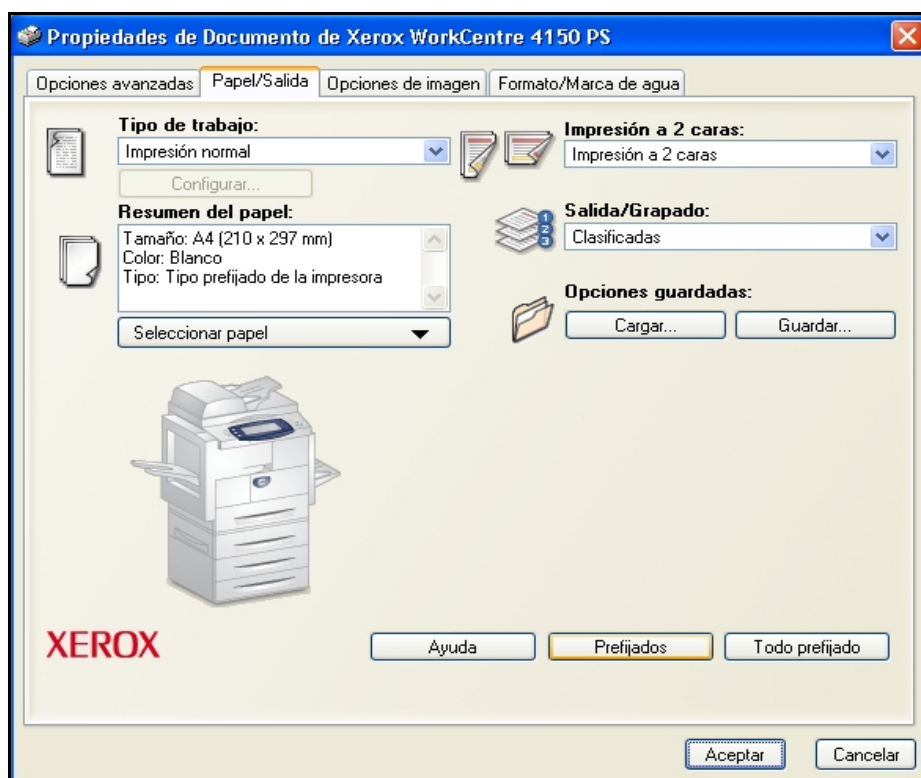 Propiedades de Documento de Xerox WorkCentre 4150 PS
Opciones avanzadas
Papel/Salida
Opciones de imagen
Formato/Marca de agua
Tipo de trabajo:
Impresión normal
Configurar...
Resumen del papel:
Tamaño: A4 (210 x 297 mm)
Color: Blanco
Tipo: Tipo prefijado de la impresora
Seleccionar papel
Impresión a 2 caras:
Impresión a 2 caras
Salida/Grapado:
1
2
3
Clasificadas
Opciones guardadas:
Cargar...
Guardar...
XEROX
Ayuda
Prefijados
Todo prefijado
Aceptar
Cancelar